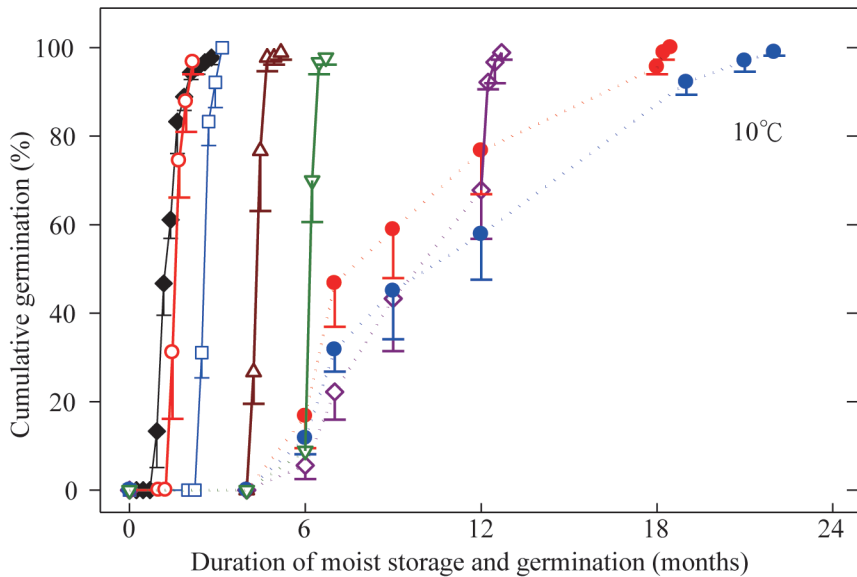 100
80
60
40
20
0
Cumulative germination (%)
10℃
0 6 12 18 24
Duration of moist storage and germination (months)